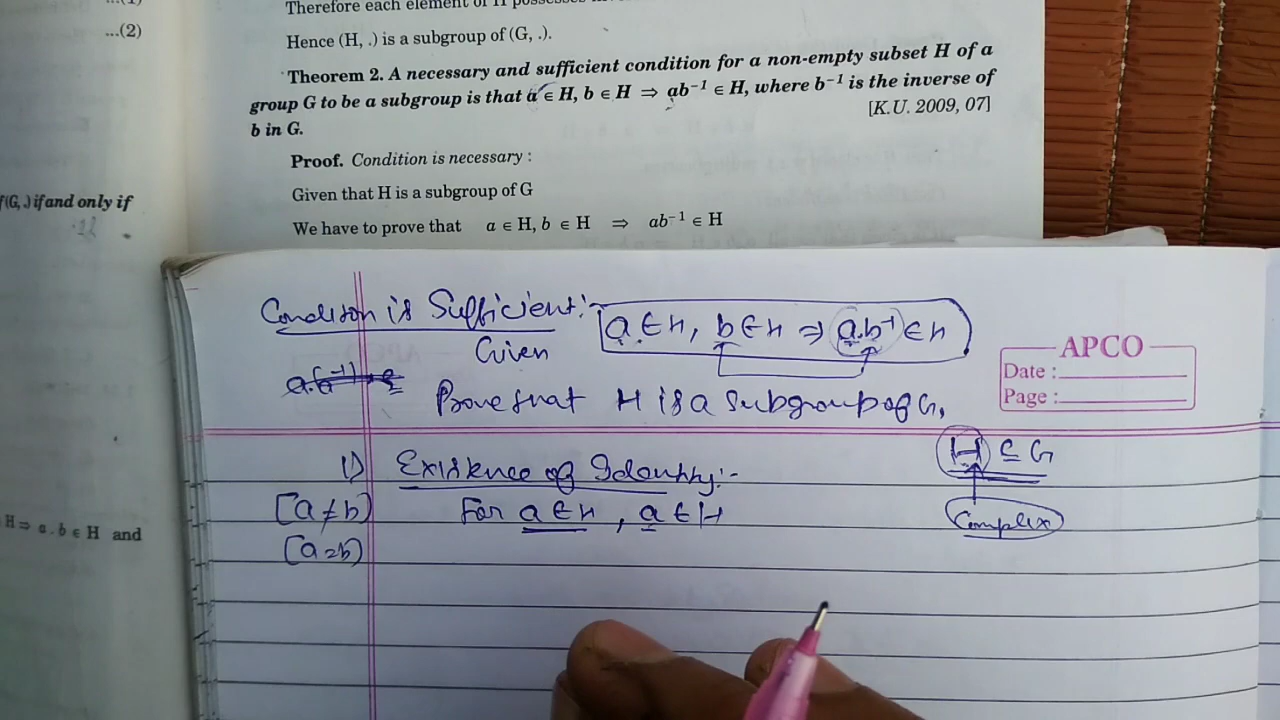 ...(2)
f (G, .) if and only if
H ⇒ a . b ∈ H and
Therefore each element of H possesses
Hence (H, .) is a subgroup of (G, .).
Theorem 2. A necessary and sufficient condition for a non-empty subset H of a
group G to be a subgroup is that a ∈ H, b ∈ H ⇒ ab⁻¹ ∈ H, where b⁻¹ is the inverse of
b in G.
[K.U. 2009, 07]
Proof. Condition is necessary :
Given that H is a subgroup of G
We have to prove that a ∈ H, b ∈ H ⇒ ab⁻¹ ∈ H
Condition is Sufficient:-
Given
a ∈ H, b ∈ H ⇒ a.b⁻¹ ∈ H
Prove that H is a subgroup of G.
APCO
Date :
Page :
H ⊆ G
Complex
1) Existence of Identity:-
[a ≠ b] For a ∈ H, a ∈ H
[a = b]